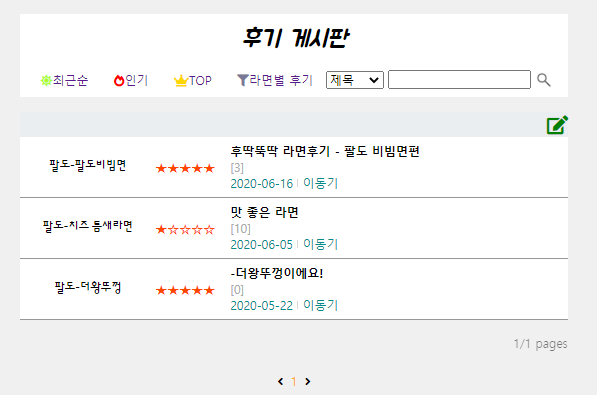 후기 게시판
최근순 인기 TOP 라면별 후기 제목
팔도-팔도비빔면 ★★★★★ 후딱뚝딱 라면후기 - 팔도 비빔면편
[3]
2020-06-16 | 이동기
팔도-치즈 틈새라면 ★☆☆☆☆ 맛 좋은 라면
[10]
2020-06-05 | 이동기
팔도-더왕뚜껑 ★★★★★ -더왕뚜껑이에요!
[0]
2020-05-22 | 이동기
1/1 pages
1